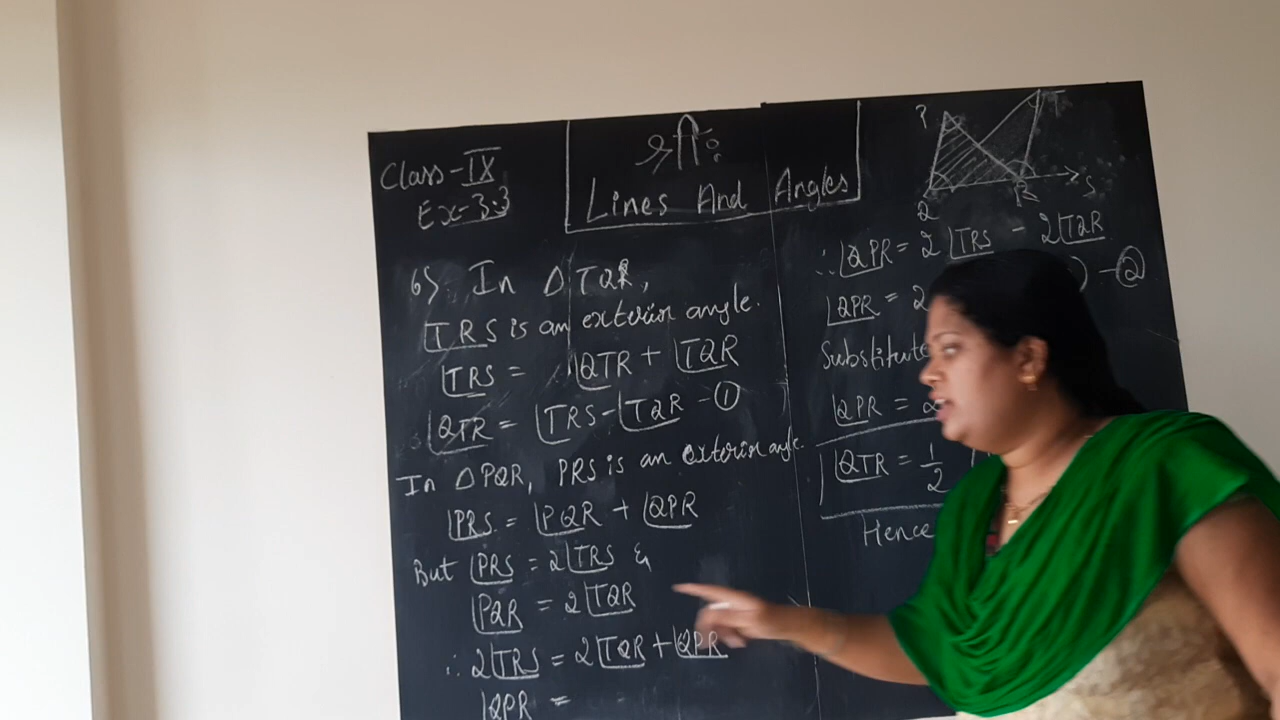 Class-IX
Ex-3.3
Lines And Angles
6) In △TQR,
∠TRS is an exterior angle.
∠TRS = ∠QTR + ∠TQR
∠QTR = ∠TRS - ∠TQR - ①
In △PQR, PRS is an exterior angle.
∠PRS = ∠PQR + ∠QPR
But ∠PRS = 2∠TRS &
∠PQR = 2∠TQR
∴ 2∠TRS = 2∠TQR + ∠QPR
∠QPR =
P T
Q R S
∴ ∠QPR = 2∠TRS - 2∠TQR
∠QPR = 2 ) - ②
Substitute
∠QPR = 2
∠QTR = 1/2
Hence